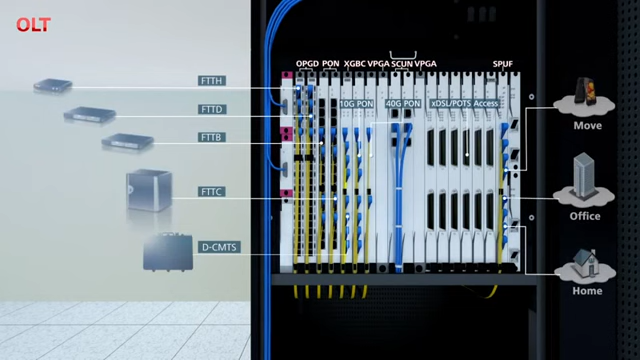 OLT
OPGD PON XGBC VPGA SCUN VPGA SPUF
FTTH
FTTD
FTTB
FTTC
D-CMTS
10G PON
40G PON
xDSL/POTS Access
Move
Office
Home